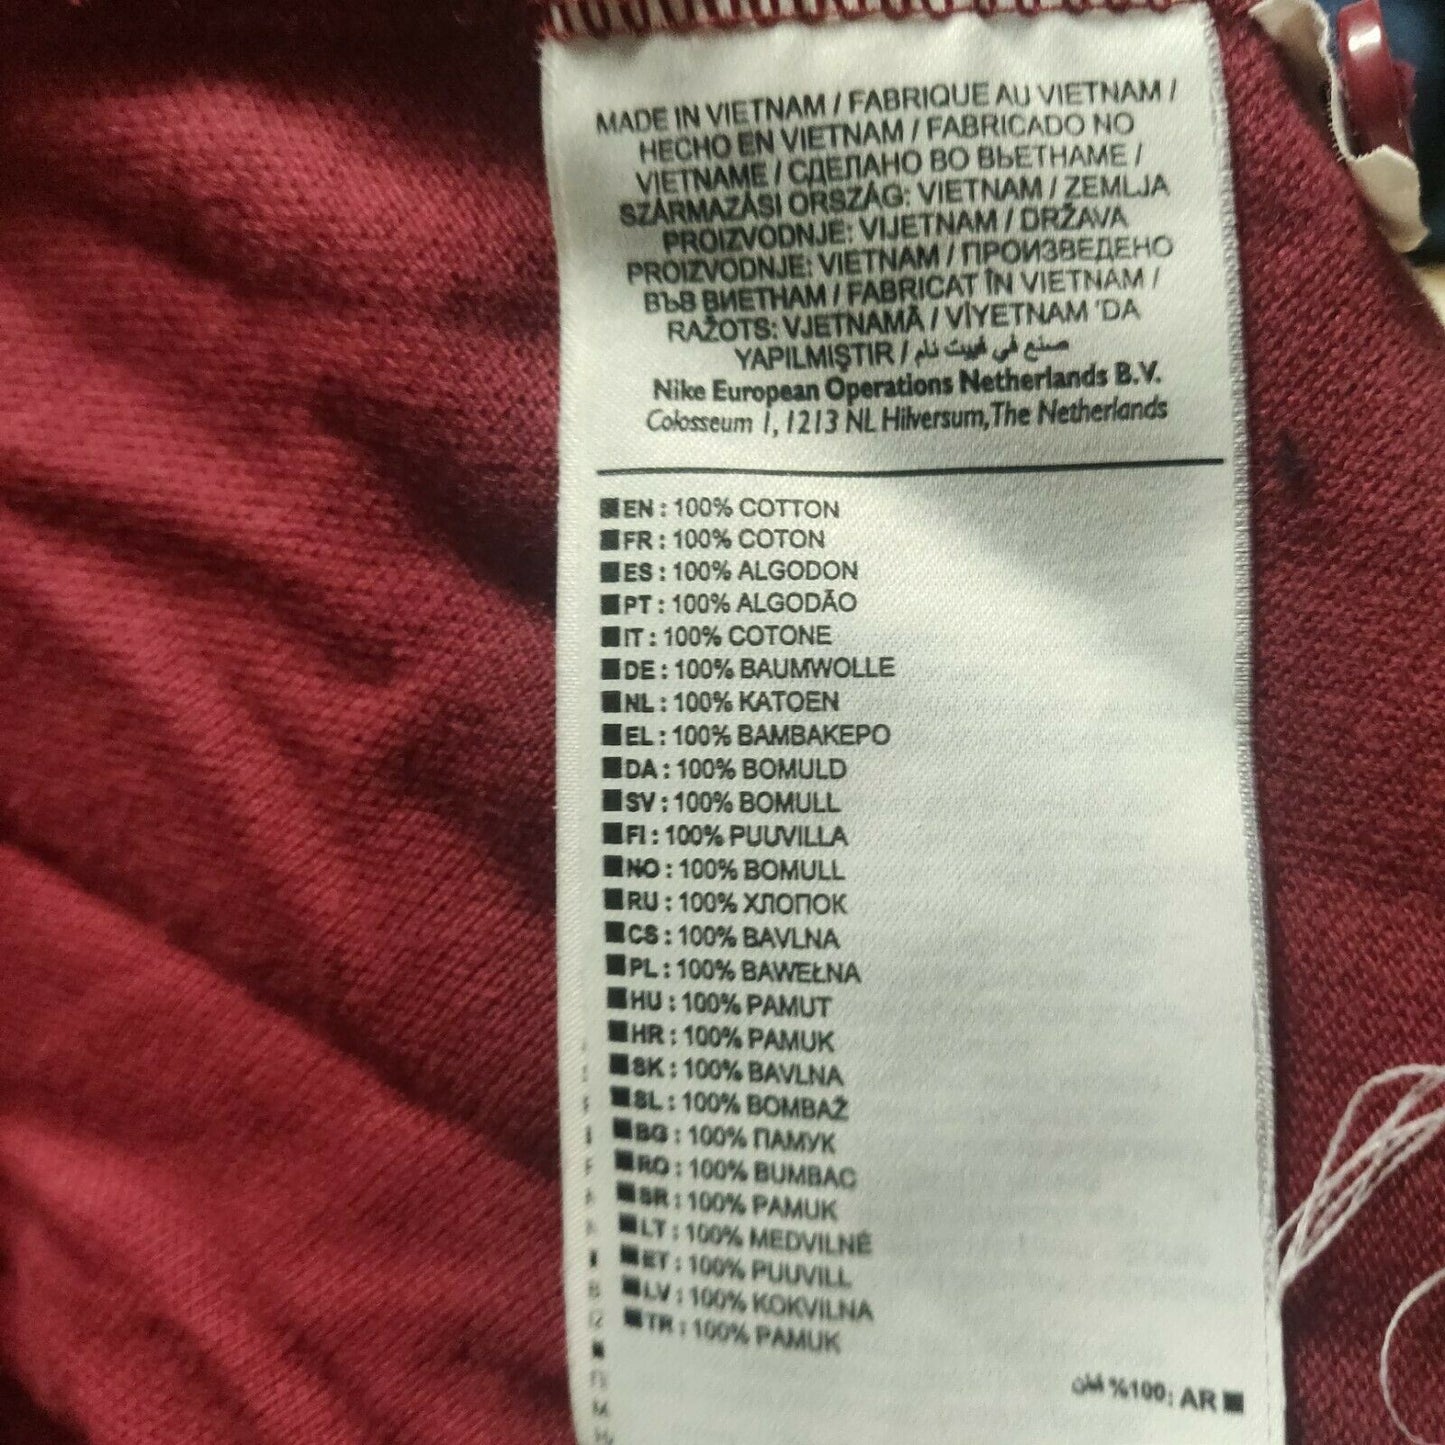 MADE IN VIETNAM / FABRIQUE AU VIETNAM /
HECHO EN VIETNAM / FABRICADO NO
VIETNAME / СДЕЛАНО ВО ВЬЕТНАМЕ /
SZÁRMAZÁSI ORSZÁG: VIETNAM / ZEMLJA
PROIZVODNJE: VIJETNAM / DRŽAVA
PROIZVODNJE: VIETNAM / ПРОИЗВЕДЕНО
ВЪВ ВИЕТНАМ / FABRICAT ÎN VIETNAM /
RAŽOTS: VJETNAMĀ / VİYETNAM 'DA
YAPILMIŞTIR / صنع في فييت نام
Nike European Operations Netherlands B.V.
Colosseum 1, 1213 NL Hilversum, The Netherlands
EN : 100% COTTON
FR : 100% COTON
ES : 100% ALGODON
PT : 100% ALGODÃO
IT : 100% COTONE
DE : 100% BAUMWOLLE
NL : 100% KATOEN
EL : 100% ΒΑΜΒΑΚΕΡΟ
DA : 100% BOMULD
SV : 100% BOMULL
FI : 100% PUUVILLA
NO : 100% BOMULL
RU : 100% ХЛОПОК
CS : 100% BAVLNA
PL : 100% BAWEŁNA
HU : 100% PAMUT
HR : 100% PAMUK
SK : 100% BAVLNA
SL : 100% BOMBAŽ
BG : 100% ПАМУК
RO : 100% BUMBAC
SR : 100% PAMUK
LT : 100% MEDVILNĖ
ET : 100% PUUVILL
LV : 100% KOKVILNA
TR : 100% PAMUK
AR :100% قطن